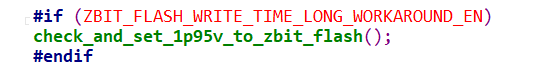 #if (ZBIT_FLASH_WRITE_TIME_LONG_WORKAROUND_EN)
check_and_set_1p95v_to_zbit_flash();
#endif